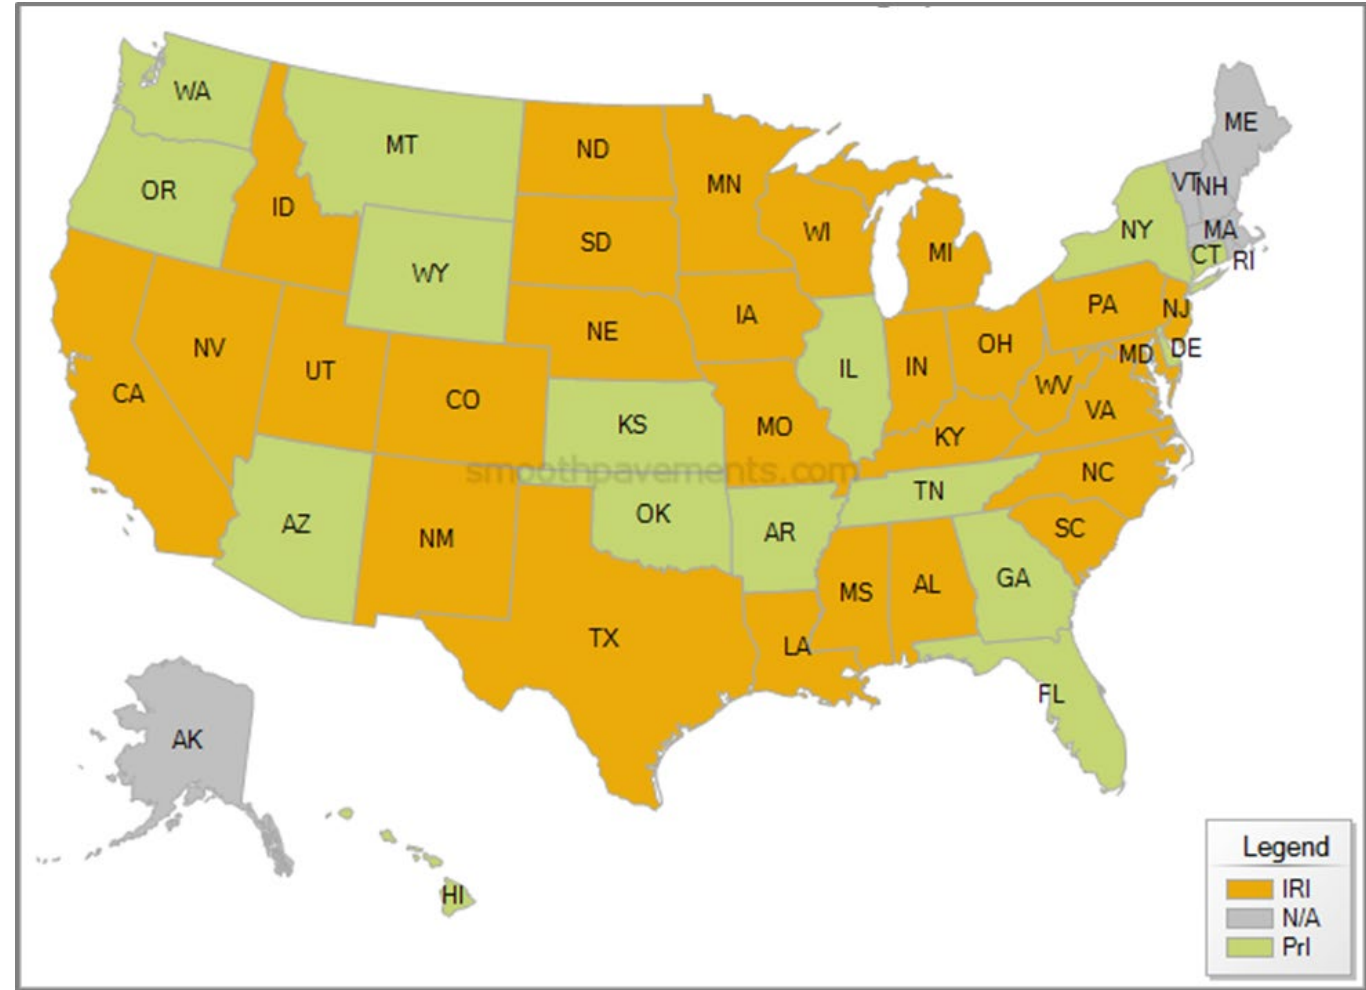 WA
MT
ND
MN
OR
ID
WY
SD
WI
MI
ME
VT
NH
NY
MA
CT
RI
NV
UT
CA
CO
NE
IA
IL
IN
OH
PA
NJ
MD
DE
WV
VA
KS
MO
KY
smoothpavements.com
NC
TN
AZ
NM
OK
AR
SC
MS
AL
GA
TX
LA
FL
AK
HI
Legend
IRI
N/A
PrI